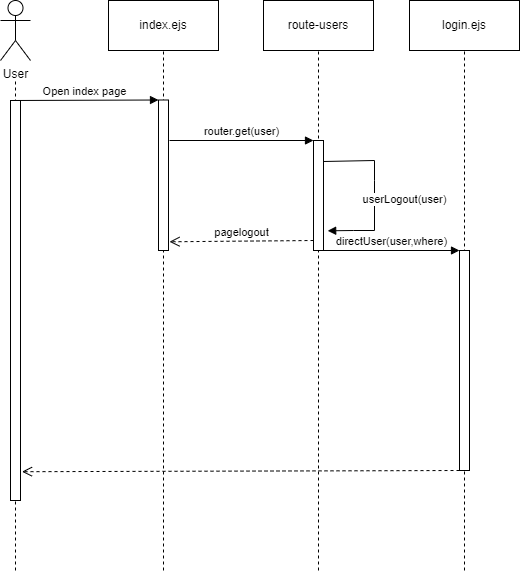 index.ejs
route-users
login.ejs
User
Open index page
router.get(user)
userLogout(user)
pagelogout
directUser(user,where)